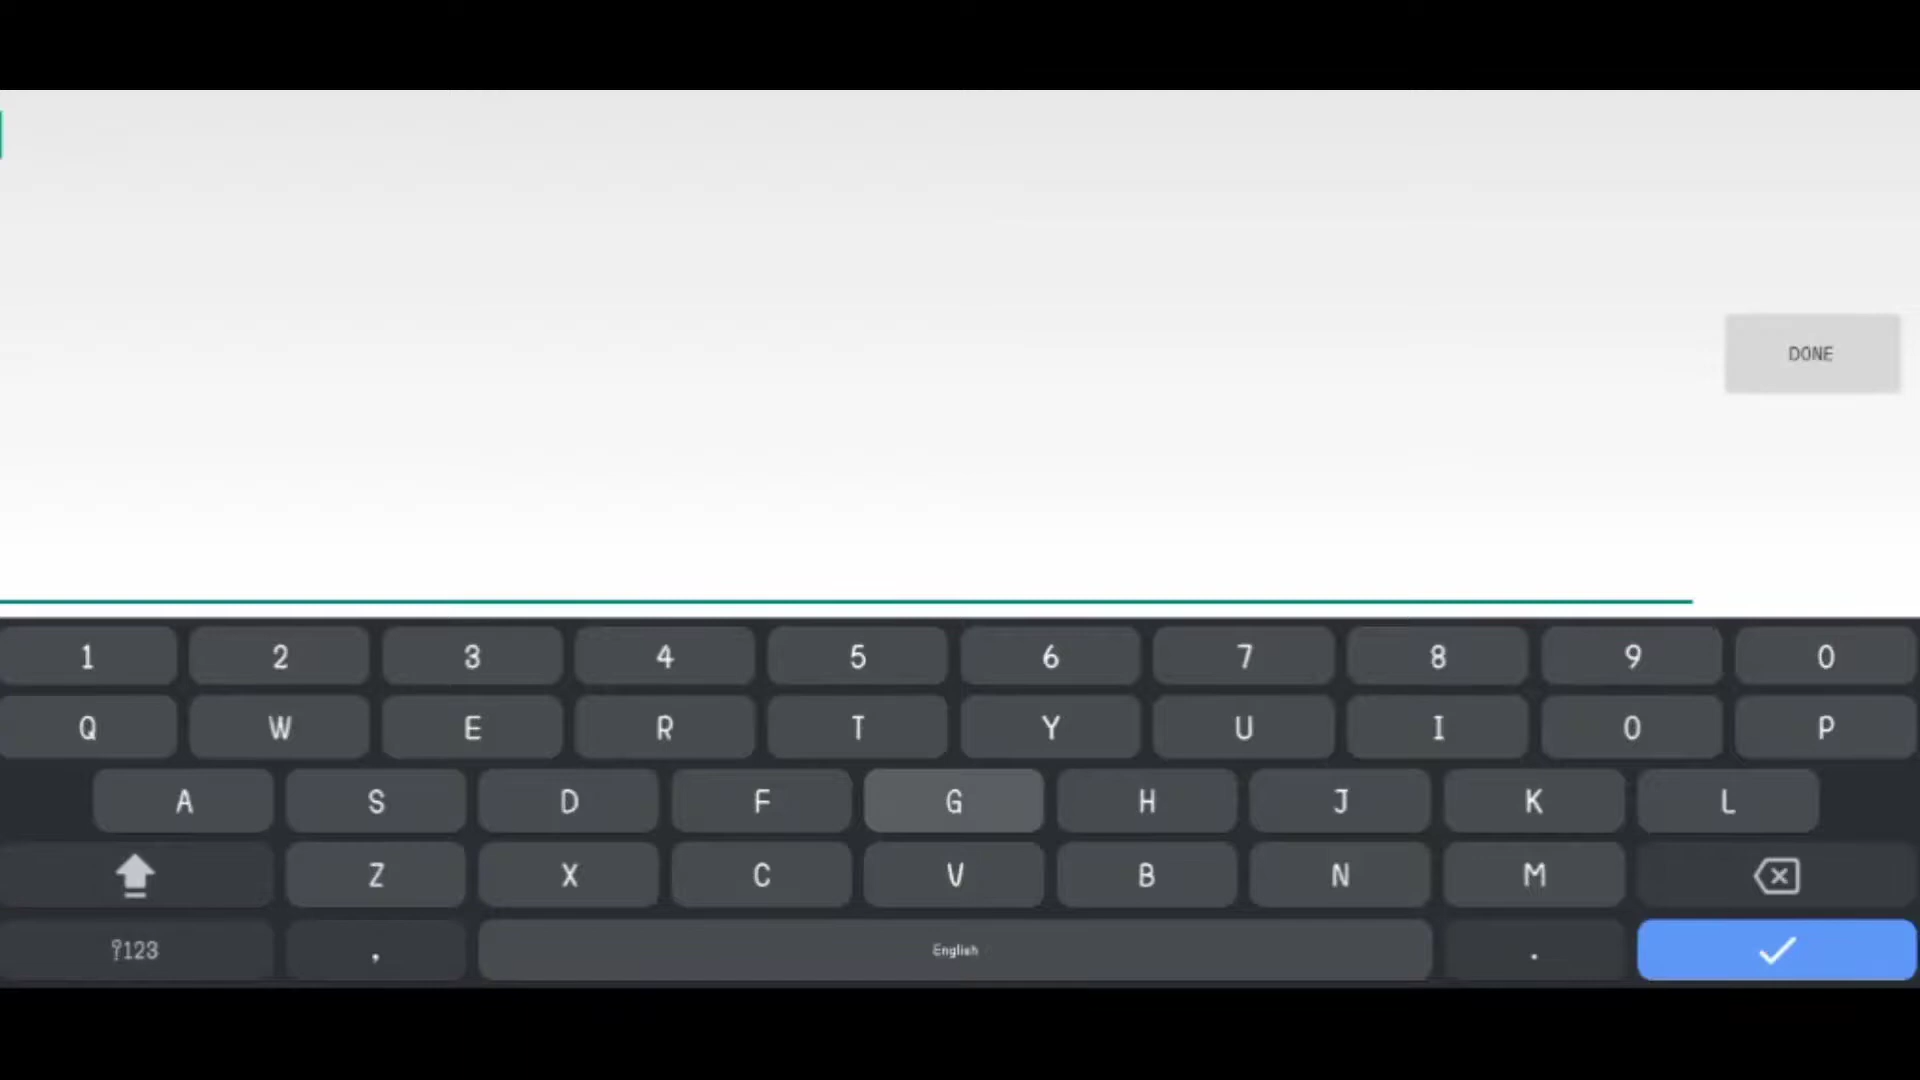 DONE
1 2 3 4 5 6 7 8 9 0
Q W E R T Y U I O P
A S D F G H J K L
Z X C V B N M
?123 , English .